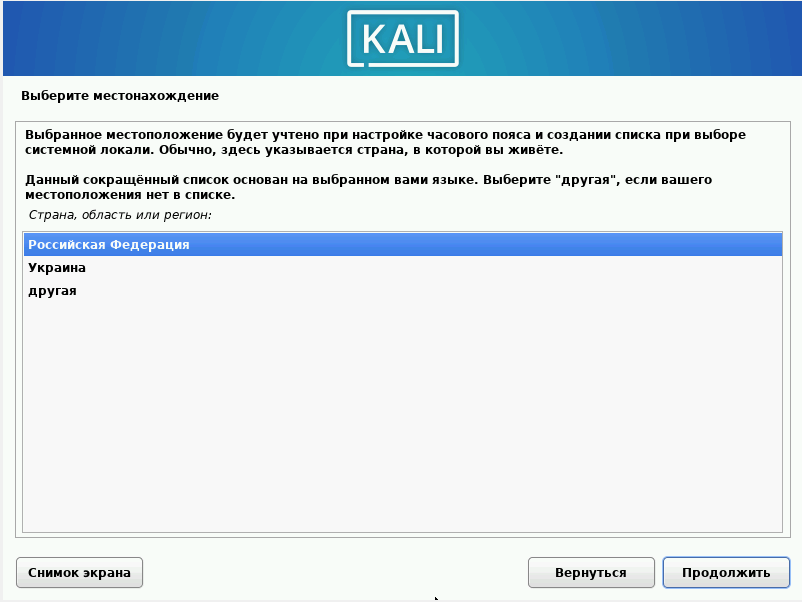 KALI
Выберите местонахождение
Выбранное местоположение будет учтено при настройке часового пояса и создании списка при выборе
системной локали. Обычно, здесь указывается страна, в которой вы живёте.
Данный сокращённый список основан на выбранном вами языке. Выберите "другая", если вашего
местоположения нет в списке.
Страна, область или регион:
Российская Федерация
Украина
другая
Снимок экрана
Вернуться
Продолжить